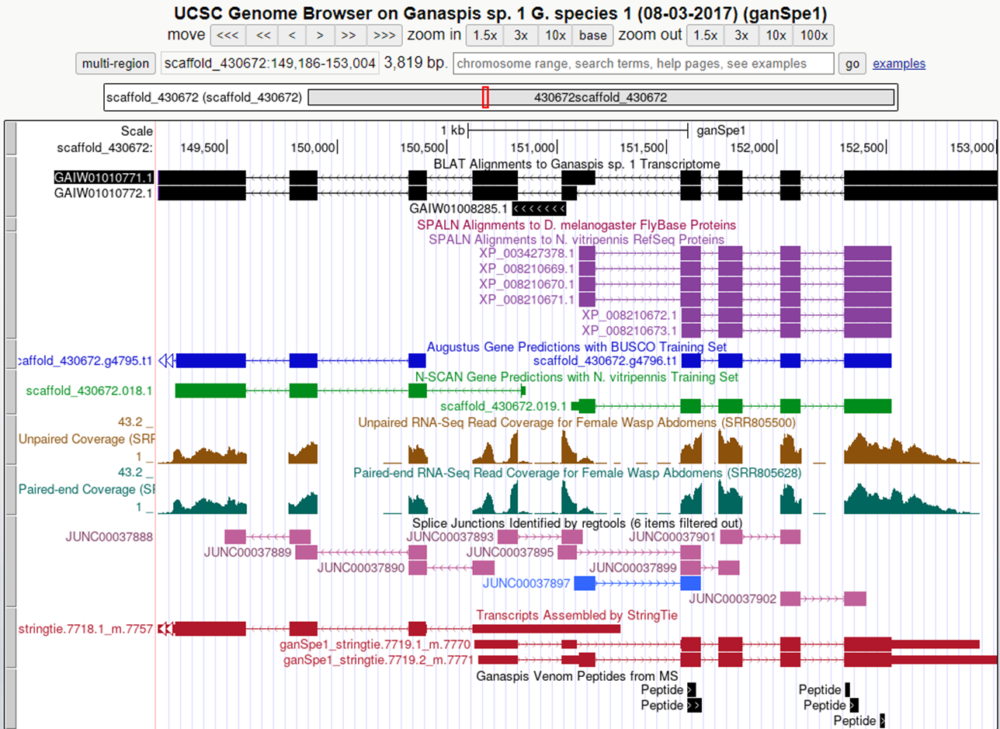 UCSC Genome Browser on Ganaspis sp. 1 G. species 1 (08-03-2017) (ganSpe1)
move <<< << < > >> >>> zoom in 1.5x 3x 10x base zoom out 1.5x 3x 10x 100x
multi-region scaffold_430672:149,186-153,004 3,819 bp. chromosome range, search terms, help pages, see examples go examples
scaffold_430672 (scaffold_430672) 430672scaffold_430672
Scale 1 kb ganSpe1
scaffold_430672: 149,500 150,000 150,500 151,000 151,500 152,000 152,500 153,000
BLAT Alignments to Ganaspis sp. 1 Transcriptome
GAIW01010771.1
GAIW01010772.1
GAIW01008285.1
SPALN Alignments to D. melanogaster FlyBase Proteins
SPALN Alignments to N. vitripennis RefSeq Proteins
XP_003427378.1
XP_008210669.1
XP_008210670.1
XP_008210671.1
XP_008210672.1
XP_008210673.1
Augustus Gene Predictions with BUSCO Training Set
caffold_430672.g4795.t1 scaffold_430672.g4796.t1
N-SCAN Gene Predictions with N. vitripennis Training Set
scaffold_430672.018.1
scaffold_430672.019.1
43.2 _ Unpaired RNA-Seq Read Coverage for Female Wasp Abdomens (SRR805500)
Unpaired Coverage (SRR
1 _
43.2 _ Paired-end RNA-Seq Read Coverage for Female Wasp Abdomens (SRR805628)
Paired-end Coverage (SF
1 _
Splice Junctions Identified by regtools (6 items filtered out)
JUNC00037888 JUNC00037893 JUNC00037901
JUNC00037889 JUNC00037895
JUNC00037890 JUNC00037899
JUNC00037897
JUNC00037902
Transcripts Assembled by StringTie
stringtie.7718.1_m.7757
ganSpe1_stringtie.7719.1_m.7770
ganSpe1_stringtie.7719.2_m.7771
Ganaspis Venom Peptides from MS
Peptide Peptide
Peptide Peptide
Peptide